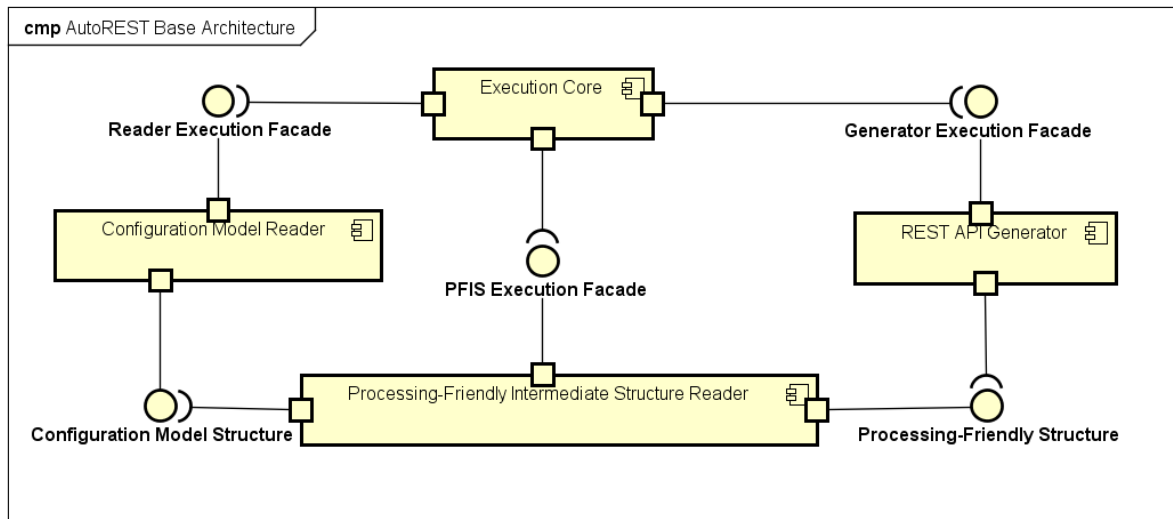 cmp AutoREST Base Architecture
Execution Core
Reader Execution Facade
Generator Execution Facade
Configuration Model Reader
REST API Generator
PFIS Execution Facade
Processing-Friendly Intermediate Structure Reader
Configuration Model Structure
Processing-Friendly Structure